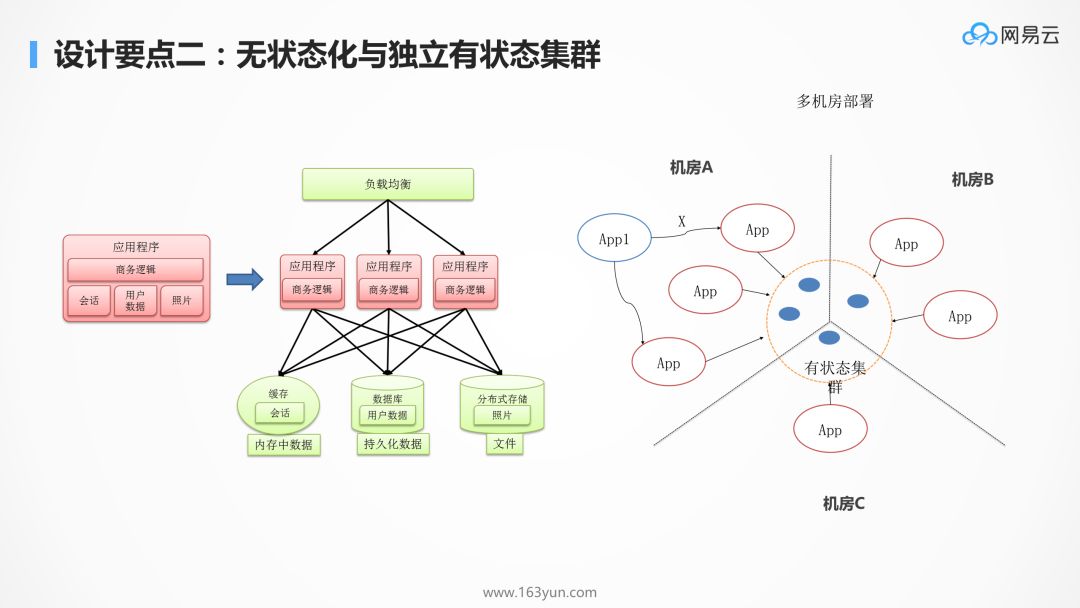 设计要点二：无状态化与独立有状态集群
网易云
多机房部署
机房A
机房B
负载均衡
应用程序
商务逻辑
会话
用户
数据
照片
应用程序
商务逻辑
应用程序
商务逻辑
应用程序
商务逻辑
缓存
会话
内存中数据
数据库
用户数据
持久化数据
分布式存储
照片
文件
App1
X
App
App
App
App
App
有状态集
群
App
机房C
www.163yun.com